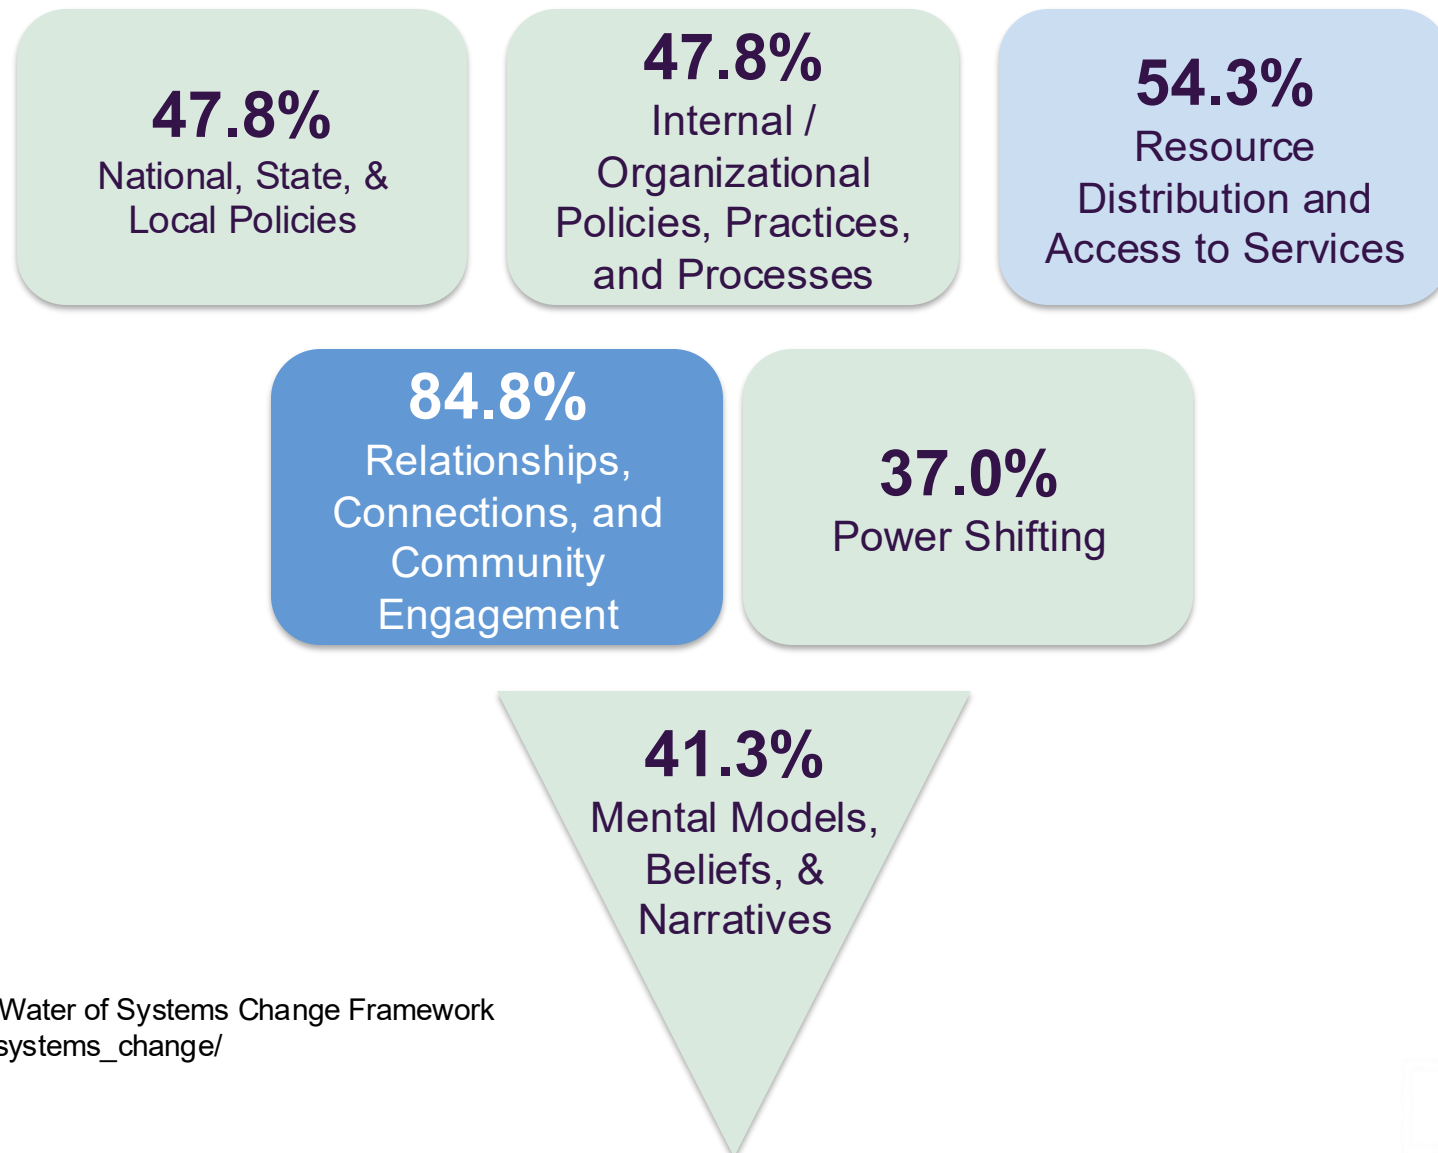 47.8%
National, State, &
Local Policies
47.8%
Internal /
Organizational
Policies, Practices,
and Processes
54.3%
Resource
Distribution and
Access to Services
84.8%
Relationships,
Connections, and
Community
Engagement
37.0%
Power Shifting
41.3%
Mental Models,
Beliefs, &
Narratives
Water of Systems Change Framework
systems_change/